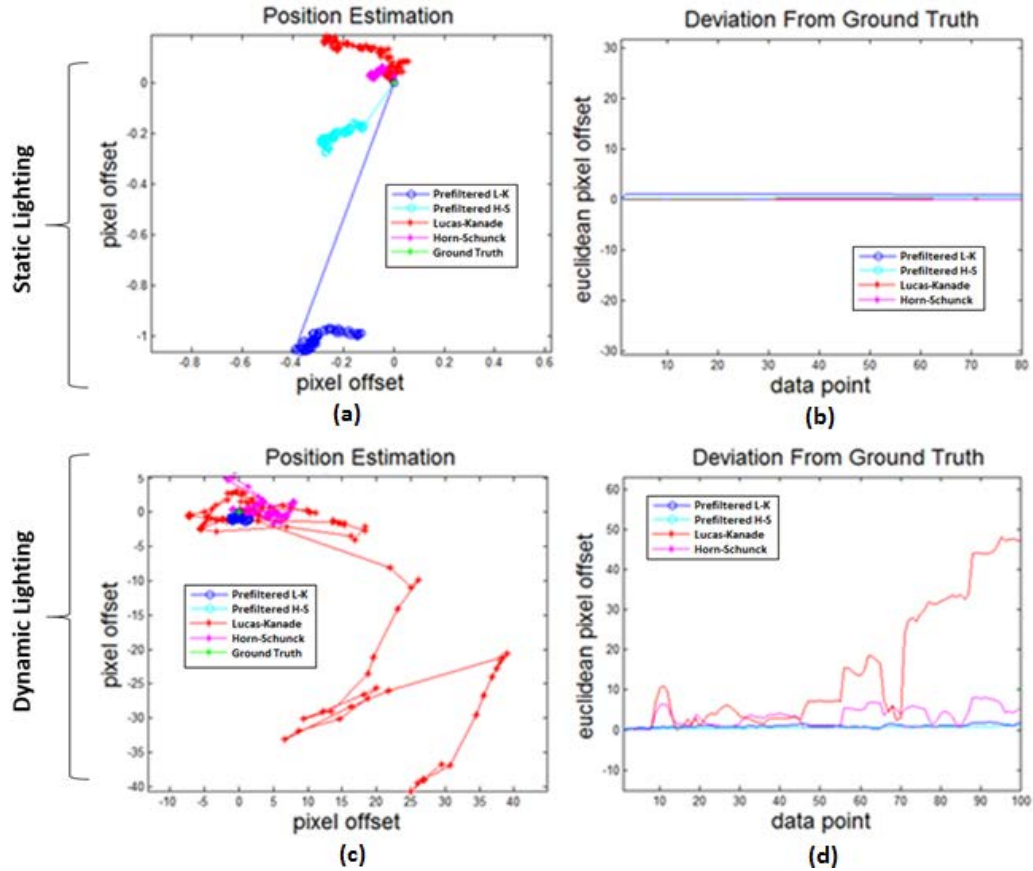 Static Lighting
Position Estimation
pixel offset
0
-0.2
-0.4
-0.6
-0.8
-1
Prefiltered L-K
Prefiltered H-S
Lucas-Kanade
Horn-Schunck
Ground Truth
-0.8 -0.6 -0.4 -0.2 0 0.2 0.4 0.6
pixel offset
(a)
Deviation From Ground Truth
euclidean pixel offset
30
20
10
0
-10
-20
-30
Prefiltered L-K
Prefiltered H-S
Lucas-Kanade
Horn-Schunck
10 20 30 40 50 60 70 80
data point
(b)
Dynamic Lighting
Position Estimation
pixel offset
5
0
-5
-10
-15
-20
-25
-30
-35
-40
Prefiltered L-K
Prefiltered H-S
Lucas-Kanade
Horn-Schunck
Ground Truth
-10 -5 0 5 10 15 20 25 30 35 40
pixel offset
(c)
Deviation From Ground Truth
euclidean pixel offset
60
50
40
30
20
10
0
-10
Prefiltered L-K
Prefiltered H-S
Lucas-Kanade
Horn-Schunck
10 20 30 40 50 60 70 80 90 100
data point
(d)